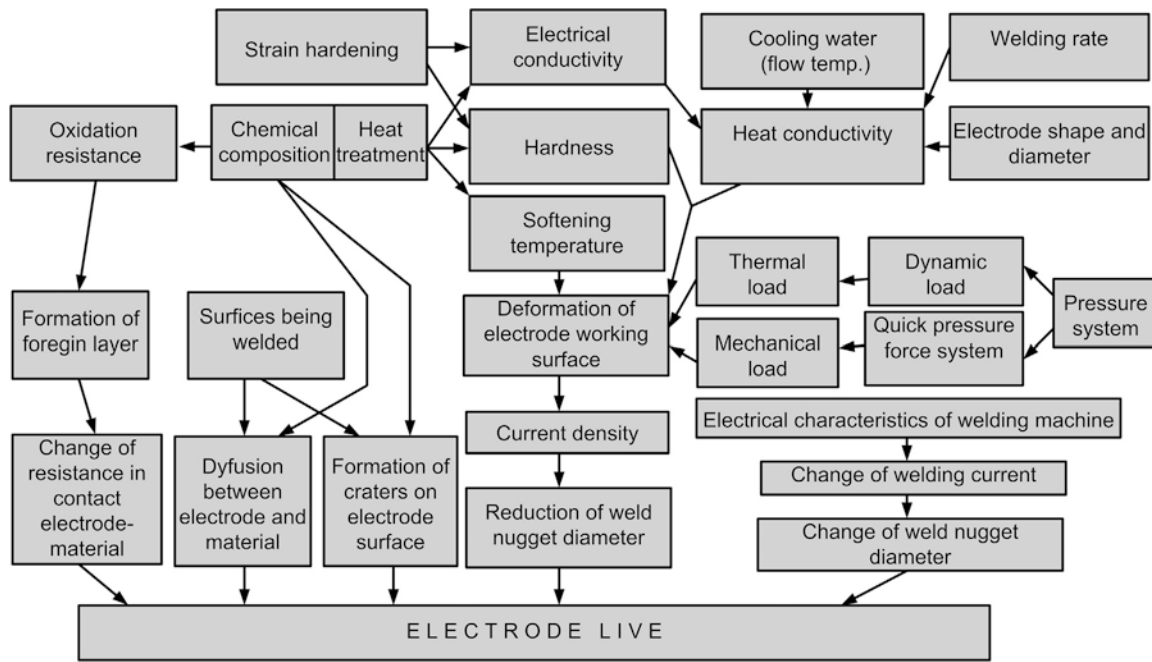 Strain hardening
Electrical
conductivity
Cooling water
(flow temp.)
Welding rate
Oxidation
resistance
Chemical
composition
Heat
treatment
Hardness
Heat conductivity
Electrode shape and
diameter
Softening
temperature
Thermal
load
Dynamic
load
Pressure
system
Formation of
foregin layer
Surfices being
welded
Deformation of
electrode working
surface
Mechanical
load
Quick pressure
force system
Electrical characteristics of welding machine
Change of
resistance in
contact
electrode-
material
Dyfusion
between
electrode and
material
Formation of
craters on
electrode
surface
Current density
Change of welding current
Reduction of weld
nugget diameter
Change of weld nugget
diameter
ELECTRODE LIVE